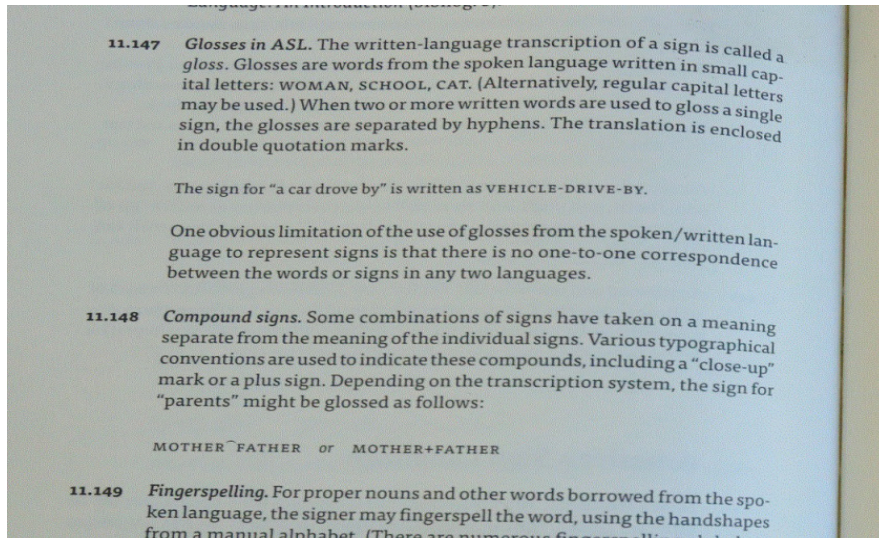 11.147 Glosses in ASL. The written-language transcription of a sign is called a
gloss. Glosses are words from the spoken language written in small cap-
ital letters: WOMAN, SCHOOL, CAT. (Alternatively, regular capital letters
may be used.) When two or more written words are used to gloss a single
sign, the glosses are separated by hyphens. The translation is enclosed
in double quotation marks.
The sign for “a car drove by” is written as VEHICLE-DRIVE-BY.
One obvious limitation of the use of glosses from the spoken/written lan-
guage to represent signs is that there is no one-to-one correspondence
between the words or signs in any two languages.
11.148 Compound signs. Some combinations of signs have taken on a meaning
separate from the meaning of the individual signs. Various typographical
conventions are used to indicate these compounds, including a “close-up”
mark or a plus sign. Depending on the transcription system, the sign for
“parents” might be glossed as follows:
MOTHER⁀FATHER or MOTHER+FATHER
11.149 Fingerspelling. For proper nouns and other words borrowed from the spo-
ken language, the signer may fingerspell the word, using the handshapes
from a manual alphabet. (There are numerous